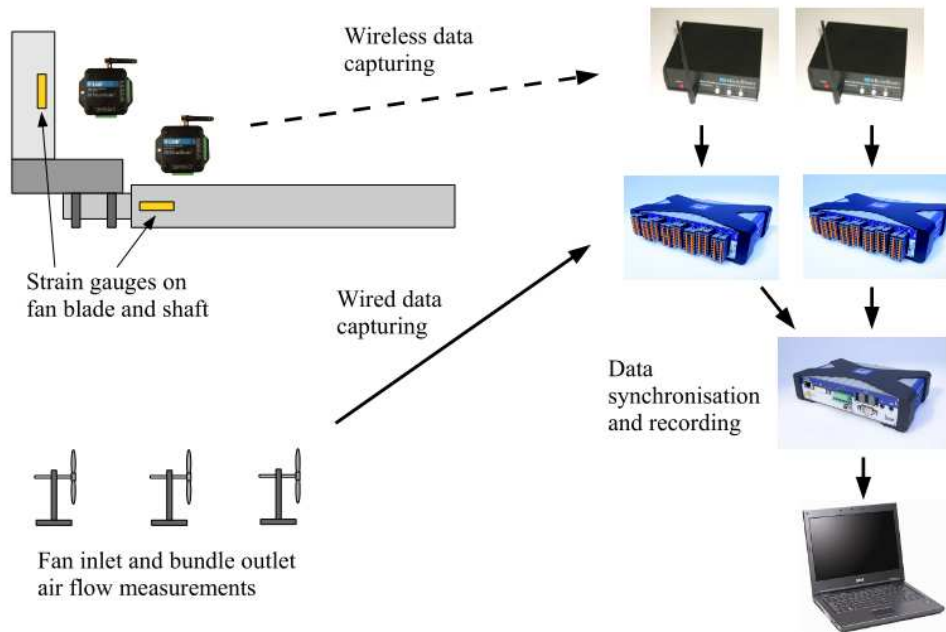 Wireless data
capturing
Strain gauges on
fan blade and shaft
Wired data
capturing
Data
synchronisation
and recording
Fan inlet and bundle outlet
air flow measurements